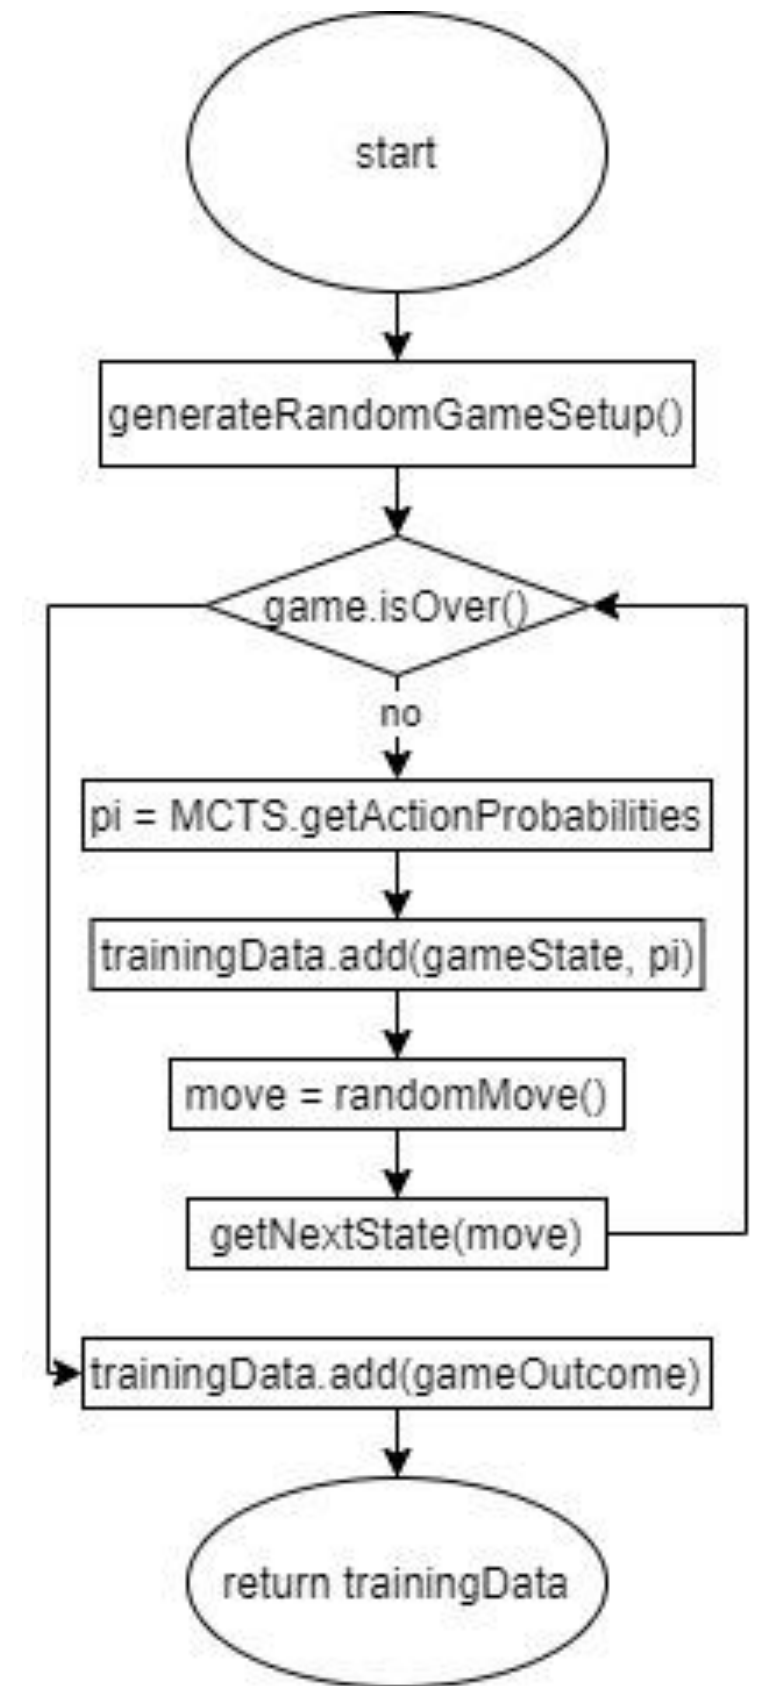 start
generateRandomGameSetup()
game.isOver()
no
pi = MCTS.getActionProbabilities
trainingData.add(gameState, pi)
move = randomMove()
getNextState(move)
trainingData.add(gameOutcome)
return trainingData